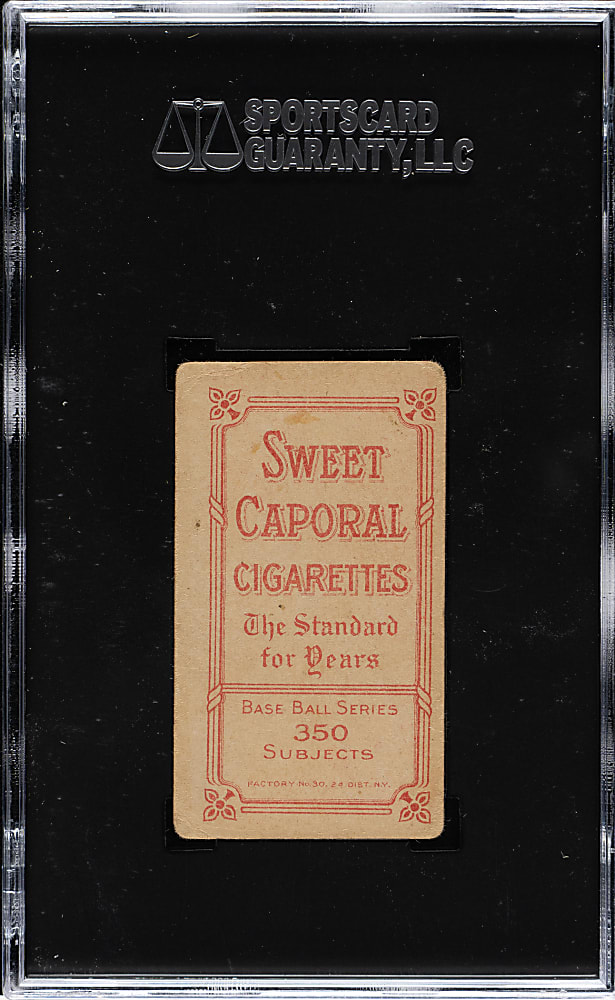 SPORTSCARD
GUARANTY, LLC
SWEET
CAPORAL
CIGARETTES
The Standard
for Years
BASE BALL SERIES
350
SUBJECTS
FACTORY No. 30, 2d DIST. N.Y.